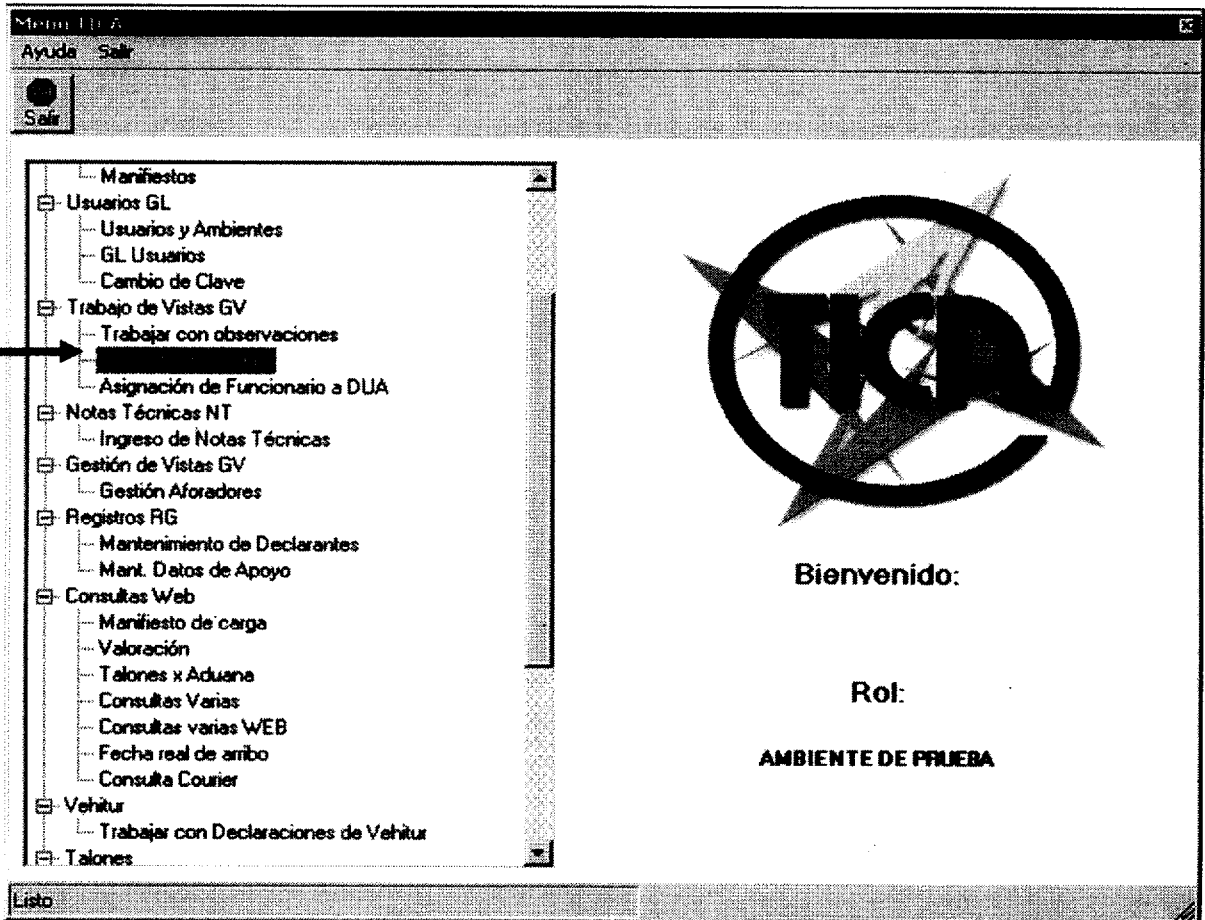 Menu TICA
Ayuda Salir
Salir
Manifiestos
Usuarios GL
Usuarios y Ambientes
GL Usuarios
Cambio de Clave
Trabajo de Vistas GV
Trabajar con observaciones
Asignación de Funcionario a DUA
Notas Técnicas NT
Ingreso de Notas Técnicas
Gestión de Vistas GV
Gestión Aforadores
Registros RG
Mantenimiento de Declarantes
Mant. Datos de Apoyo
Consultas Web
Manifiesto de carga
Valoración
Talones x Aduana
Consultas Varias
Consultas varias WEB
Fecha real de arribo
Consulta Courier
Vehitur
Trabajar con Declaraciones de Vehitur
Talones
TICA
Bienvenido:
Rol:
AMBIENTE DE PRUEBA
Listo